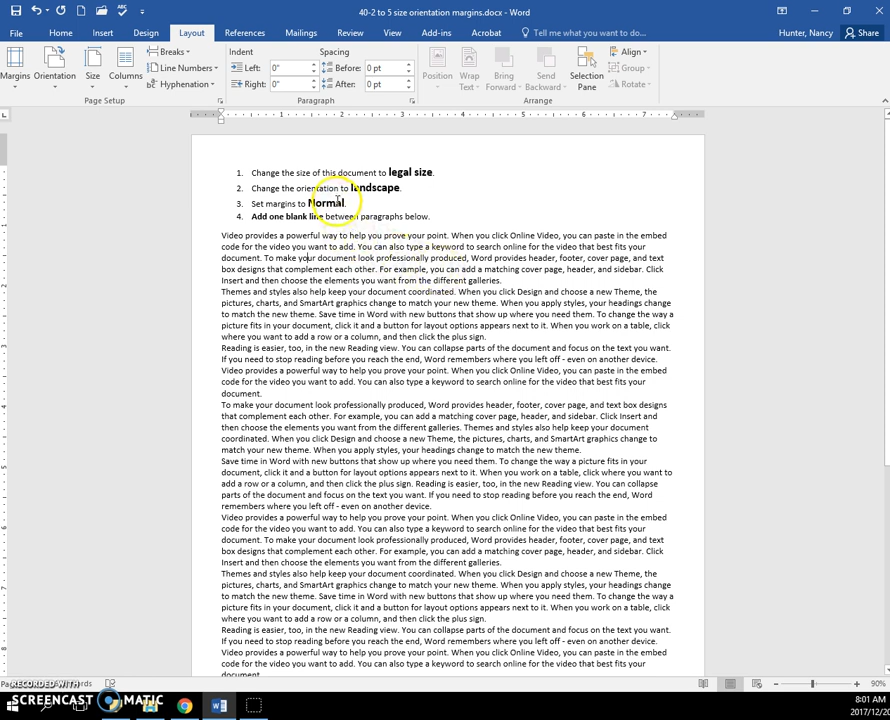 40-2 to 5 size orientation margins.docx - Word
File Home Insert Design Layout References Mailings Review View Add-ins Acrobat Tell me what you want to do... Hunter, Nancy Share
Margins Orientation Size Columns Breaks Line Numbers Hyphenation
Page Setup
Indent Spacing
Left: 0" Before: 0 pt
Right: 0" After: 0 pt
Paragraph
Position Wrap Text Bring Forward Send Backward Selection Pane Align Group Rotate
Arrange
1 2 3 4 5 6 7
1. Change the size of this document to legal size.
2. Change the orientation to landscape.
3. Set margins to Normal.
4. Add one blank line between paragraphs below.
Video provides a powerful way to help you prove your point. When you click Online Video, you can paste in the embed
code for the video you want to add. You can also type a keyword to search online for the video that best fits your
document. To make your document look professionally produced, Word provides header, footer, cover page, and text
box designs that complement each other. For example, you can add a matching cover page, header, and sidebar. Click
Insert and then choose the elements you want from the different galleries.
Themes and styles also help keep your document coordinated. When you click Design and choose a new Theme, the
pictures, charts, and SmartArt graphics change to match your new theme. When you apply styles, your headings change
to match the new theme. Save time in Word with new buttons that show up where you need them. To change the way a
picture fits in your document, click it and a button for layout options appears next to it. When you work on a table, click
where you want to add a row or a column, and then click the plus sign.
Reading is easier, too, in the new Reading view. You can collapse parts of the document and focus on the text you want.
If you need to stop reading before you reach the end, Word remembers where you left off - even on another device.
Video provides a powerful way to help you prove your point. When you click Online Video, you can paste in the embed
code for the video you want to add. You can also type a keyword to search online for the video that best fits your
document.
To make your document look professionally produced, Word provides header, footer, cover page, and text box designs
that complement each other. For example, you can add a matching cover page, header, and sidebar. Click Insert and
then choose the elements you want from the different galleries. Themes and styles also help keep your document
coordinated. When you click Design and choose a new Theme, the pictures, charts, and SmartArt graphics change to
match your new theme. When you apply styles, your headings change to match the new theme.
Save time in Word with new buttons that show up where you need them. To change the way a picture fits in your
document, click it and a button for layout options appears next to it. When you work on a table, click where you want to
add a row or a column, and then click the plus sign. Reading is easier, too, in the new Reading view. You can collapse
parts of the document and focus on the text you want. If you need to stop reading before you reach the end, Word
remembers where you left off - even on another device.
Video provides a powerful way to help you prove your point. When you click Online Video, you can paste in the embed
code for the video you want to add. You can also type a keyword to search online for the video that best fits your
document. To make your document look professionally produced, Word provides header, footer, cover page, and text
box designs that complement each other. For example, you can add a matching cover page, header, and sidebar. Click
Insert and then choose the elements you want from the different galleries.
Themes and styles also help keep your document coordinated. When you click Design and choose a new Theme, the
pictures, charts, and SmartArt graphics change to match your new theme. When you apply styles, your headings change
to match the new theme. Save time in Word with new buttons that show up where you need them. To change the way a
picture fits in your document, click it and a button for layout options appears next to it. When you work on a table, click
where you want to add a row or a column, and then click the plus sign.
Reading is easier, too, in the new Reading view. You can collapse parts of the document and focus on the text you want.
If you need to stop reading before you reach the end, Word remembers where you left off - even on another device.
Video provides a powerful way to help you prove your point. When you click Online Video, you can paste in the embed
code for the video you want to add. You can also type a keyword to search online for the video that best fits your
document.
90%
RECORDED WITH
SCREENCAST MATIC
8:01 AM